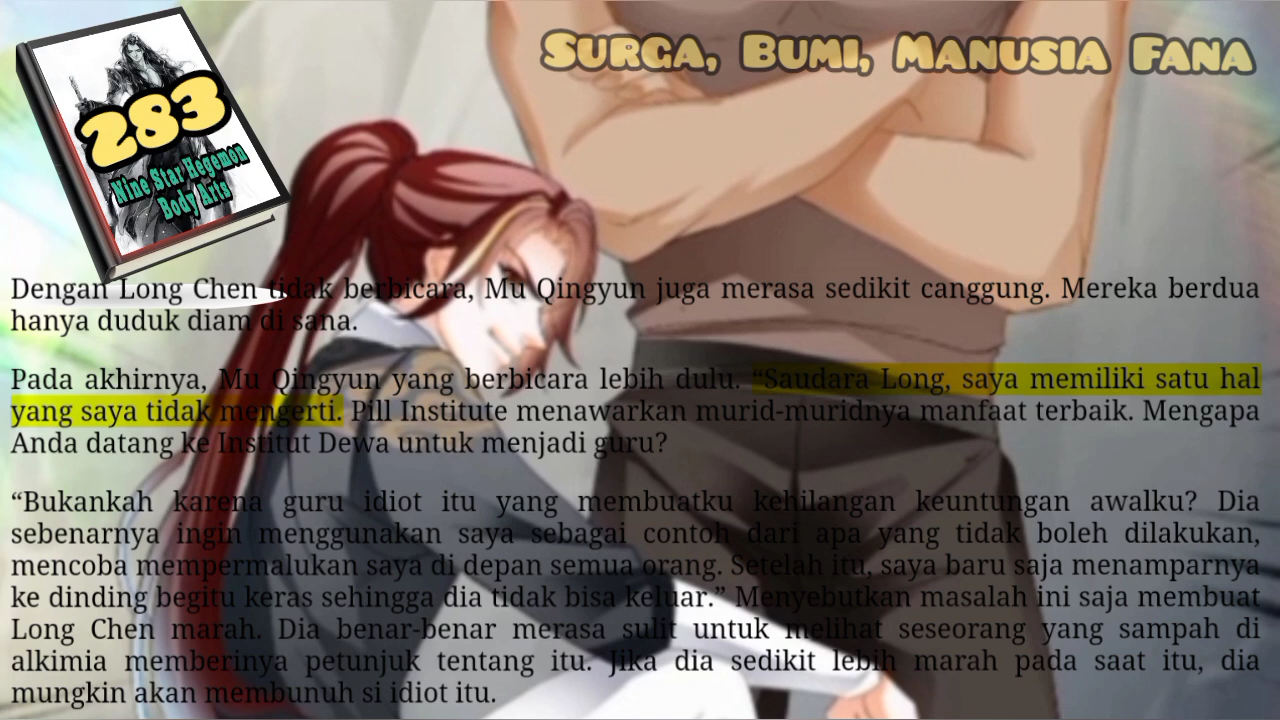 SURGA, BUMI, MANUSIA FANA
283
Nine Star Hegemon
Body Arts
Dengan Long Chen tidak berbicara, Mu Qingyun juga merasa sedikit canggung. Mereka berdua
hanya duduk diam di sana.
Pada akhirnya, Mu Qingyun yang berbicara lebih dulu. “Saudara Long, saya memiliki satu hal
yang saya tidak mengerti. Pill Institute menawarkan murid-muridnya manfaat terbaik. Mengapa
Anda datang ke Institut Dewa untuk menjadi guru?
“Bukankah karena guru idiot itu yang membuatku kehilangan keuntungan awalku? Dia
sebenarnya ingin menggunakan saya sebagai contoh dari apa yang tidak boleh dilakukan,
mencoba mempermalukan saya di depan semua orang. Setelah itu, saya baru saja menamparnya
ke dinding begitu keras sehingga dia tidak bisa keluar.” Menyebutkan masalah ini saja membuat
Long Chen marah. Dia benar-benar merasa sulit untuk melihat seseorang yang sampah di
alkimia memberinya petunjuk tentang itu. Jika dia sedikit lebih marah pada saat itu, dia
mungkin akan membunuh si idiot itu.